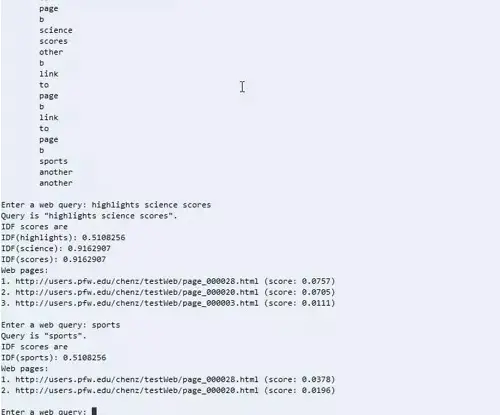 page
b
science
scores
other
b
link
to
page
b
link
to
page
b
sports
another
another
Enter a web query: highlights science scores
Query is "highlights science scores".
IDF scores are
IDF(highlights): 0.5108256
IDF(science): 0.9162907
IDF(scores): 0.9162907
Web pages:
1. http://users.pfw.edu/chenz/testWeb/page_000028.html (score: 0.0757)
2. http://users.pfw.edu/chenz/testWeb/page_000020.html (score: 0.0705)
3. http://users.pfw.edu/chenz/testWeb/page_000003.html (score: 0.0111)
Enter a web query: sports
Query is "sports".
IDF scores are
IDF(sports): 0.5108256
Web pages:
1. http://users.pfw.edu/chenz/testWeb/page_000028.html (score: 0.0378)
2. http://users.pfw.edu/chenz/testWeb/page_000020.html (score: 0.0196)
Enter a web query: